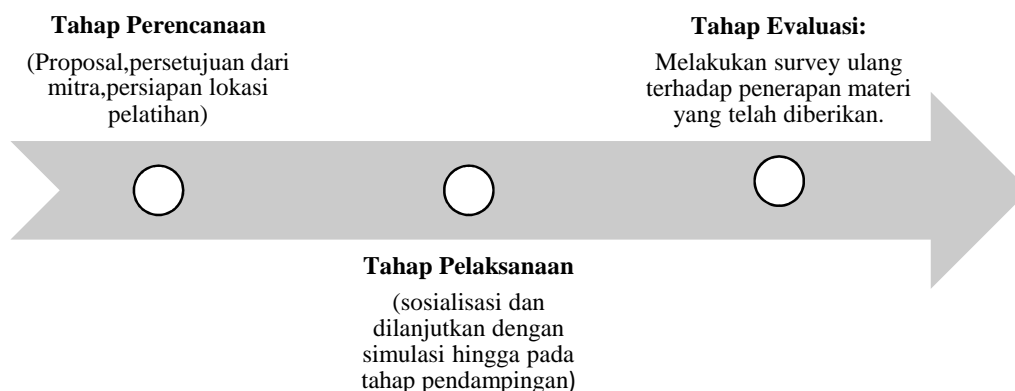 Tahap Perencanaan
(Proposal,persetujuan dari
mitra,persiapan lokasi
pelatihan)
Tahap Pelaksanaan
(sosialisasi dan
dilanjutkan dengan
simulasi hingga pada
tahap pendampingan)
Tahap Evaluasi:
Melakukan survey ulang
terhadap penerapan materi
yang telah diberikan.